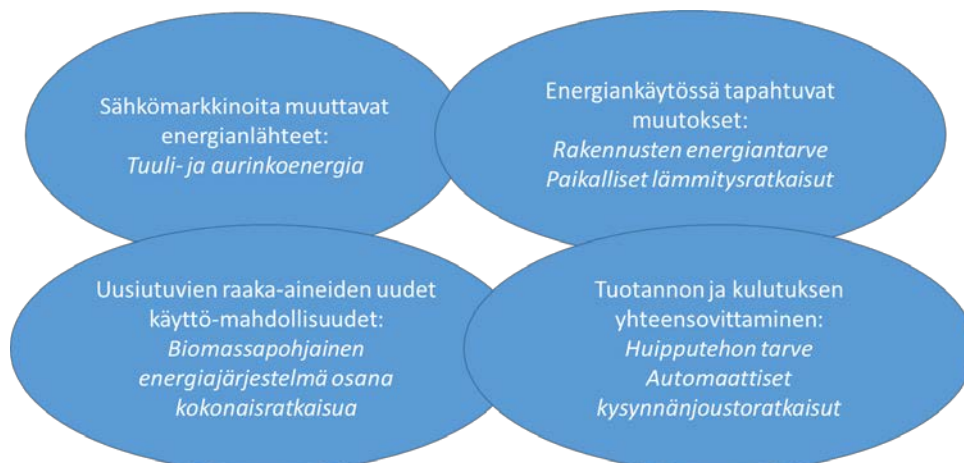 Sähkömarkkinoita muuttavat
energianlähteet:
Tuuli- ja aurinkoenergia
Energiankäytössä tapahtuvat
muutokset:
Rakennusten energiantarve
Paikalliset lämmitysratkaisut
Uusiutuvien raaka-aineiden uudet
käyttö-mahdollisuudet:
Biomassapohjainen
energiajärjestelmä osana
kokonaisratkaisua
Tuotannon ja kulutuksen
yhteensovittaminen:
Huipputehon tarve
Automaattiset
kysynnänjoustoratkaisut